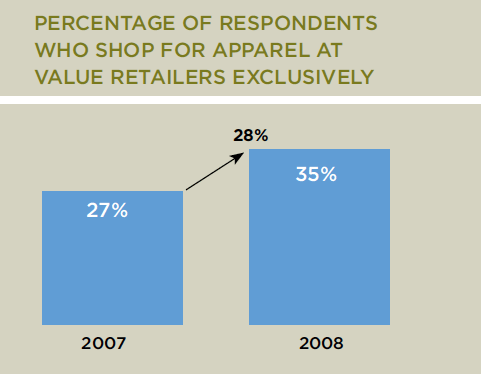 PERCENTAGE OF RESPONDENTS
WHO SHOP FOR APPAREL AT
VALUE RETAILERS EXCLUSIVELY
28%
27%
35%
2007
2008